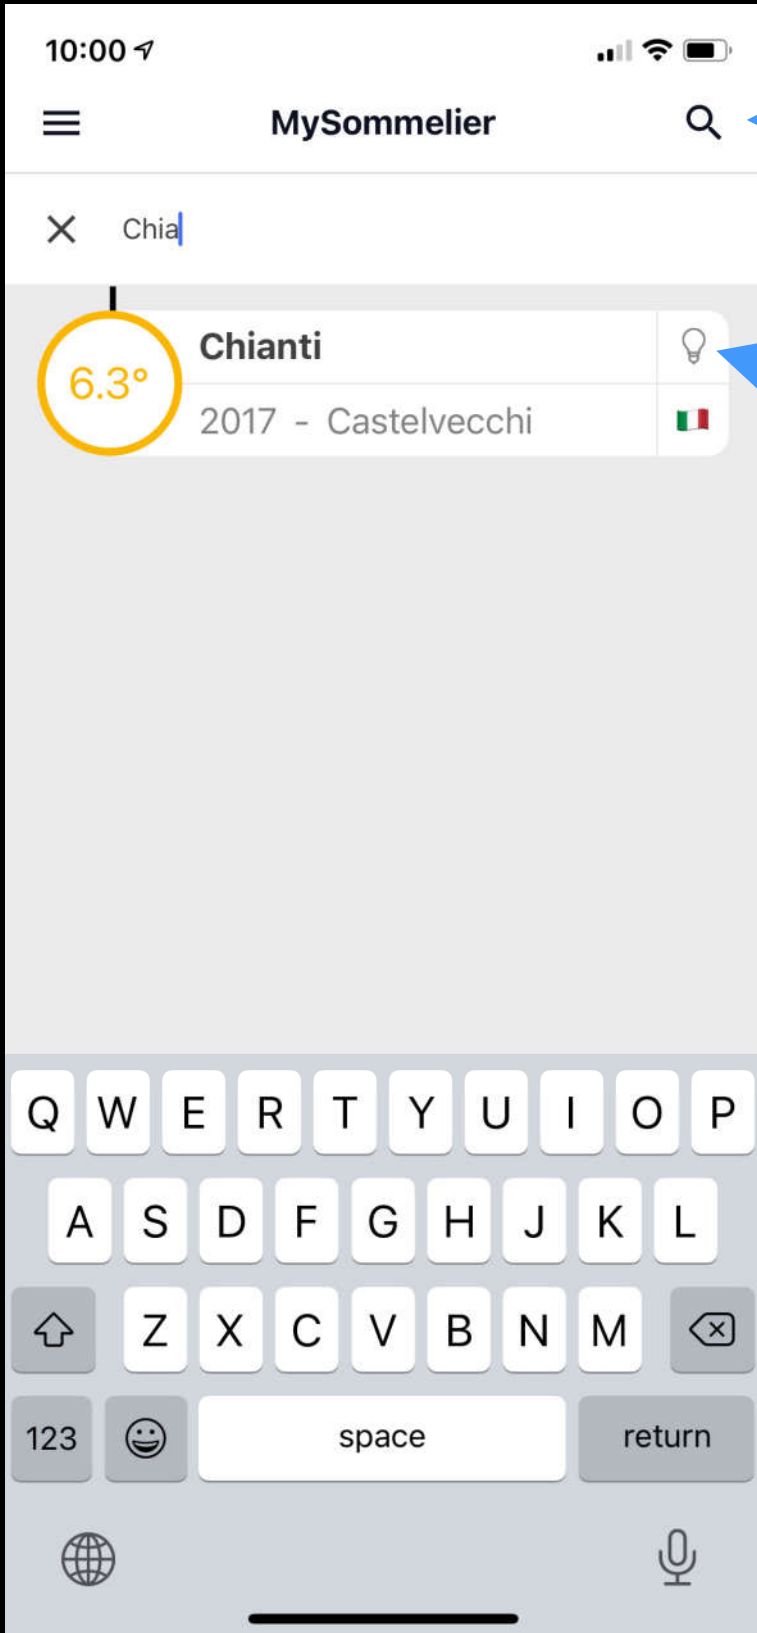 10:00
MySommelier
Chia
Chianti
6.3°
2017 - Castelvecchi
Q W E R T Y U I O P
A S D F G H J K L
Z X C V B N M
123 space return